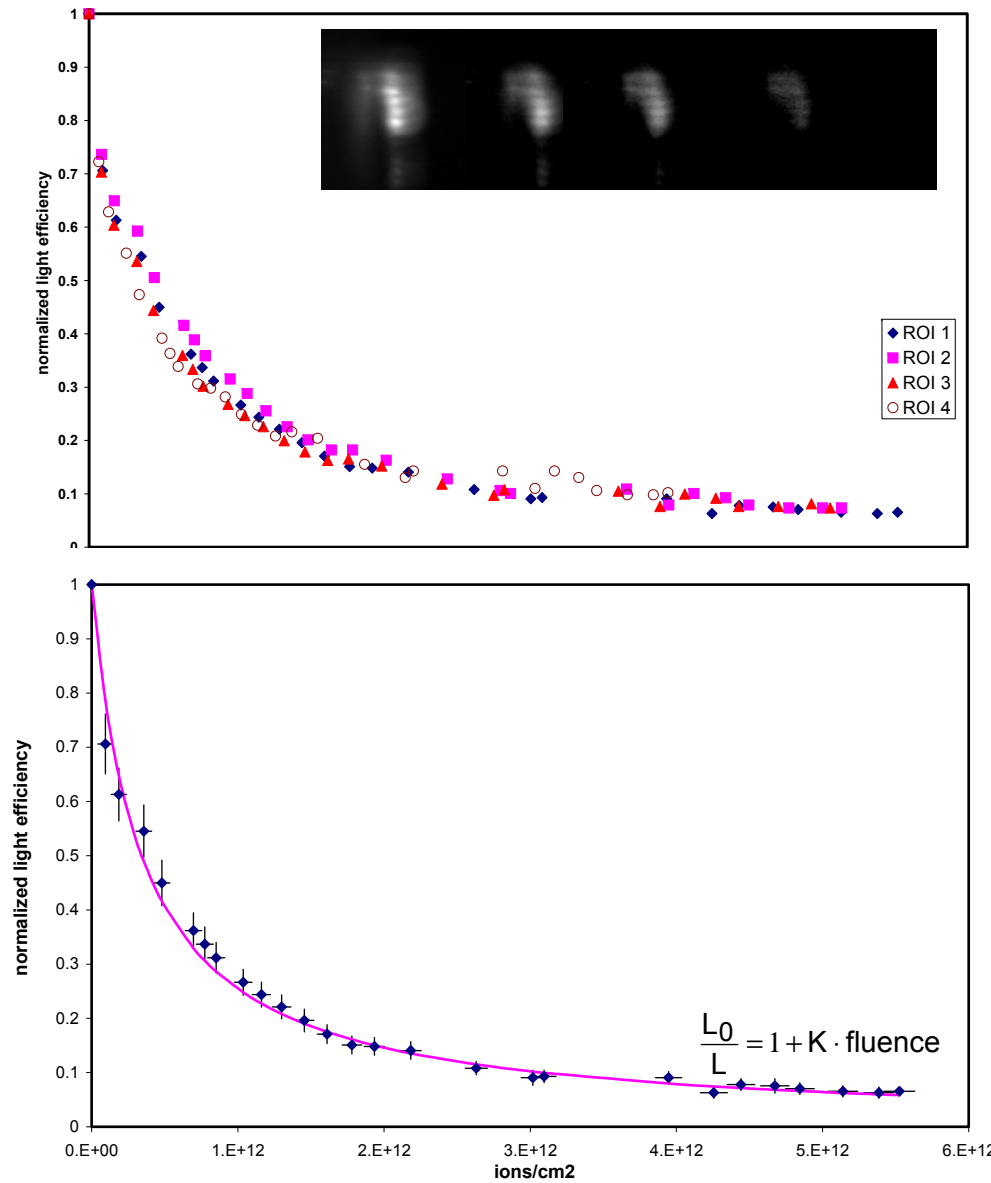 1
0.9
0.8
0.7
0.6
0.5
0.4
0.3
0.2
0.1
0
normalized light efficiency
ROI 1
ROI 2
ROI 3
ROI 4
1
0.9
0.8
0.7
0.6
0.5
0.4
0.3
0.2
0.1
0
normalized light efficiency
L0/L = 1 + K · fluence
0.E+00 1.E+12 2.E+12 3.E+12 4.E+12 5.E+12 6.E+12
ions/cm2